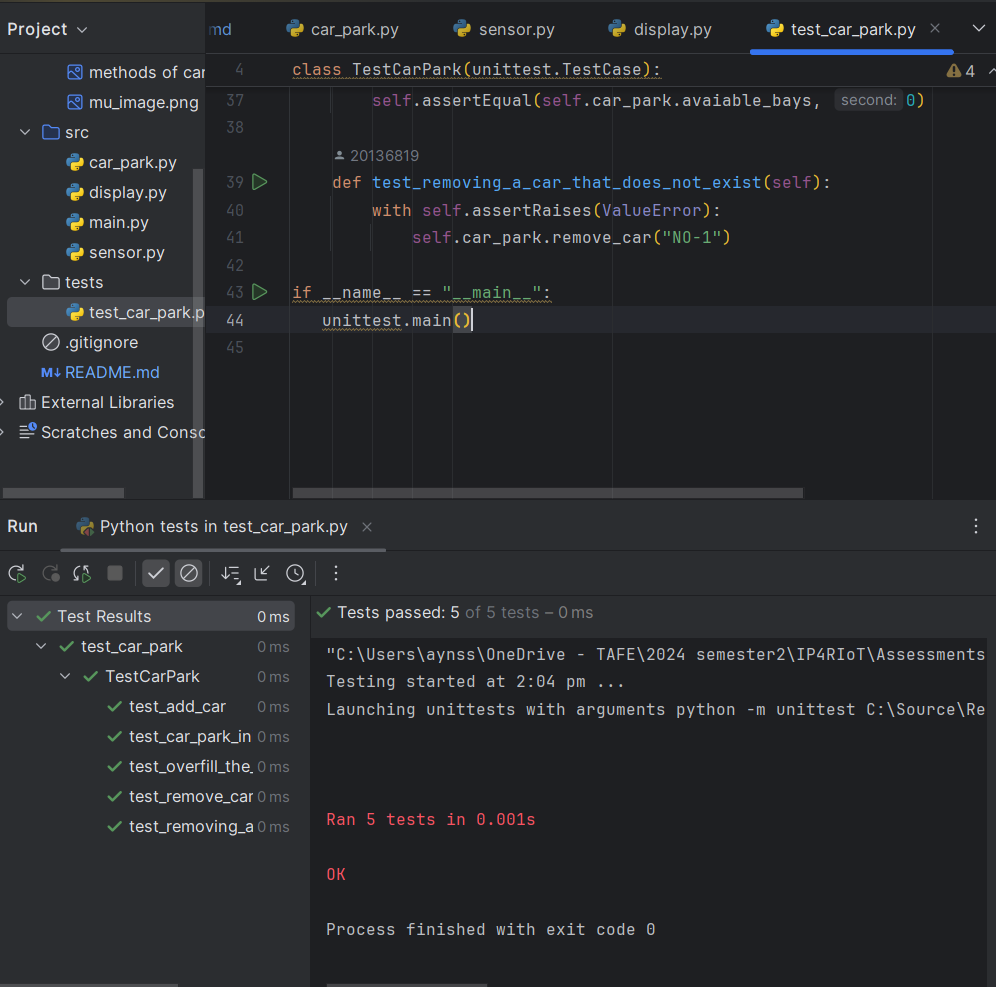 Project
md
car_park.py
sensor.py
display.py
test_car_park.py
methods of car
mu_image.png
src
car_park.py
display.py
main.py
sensor.py
tests
test_car_park.p
.gitignore
M↓ README.md
External Libraries
Scratches and Consc
4 class TestCarPark(unittest.TestCase):
4
37 self.assertEqual(self.car_park.avaiable_bays, second: 0)
38
20136819
39 def test_removing_a_car_that_does_not_exist(self):
40 with self.assertRaises(ValueError):
41 self.car_park.remove_car("NO-1")
42
43 if __name__ == "__main__":
44 unittest.main()
45
Run
Python tests in test_car_park.py
Test Results 0 ms
test_car_park 0 ms
TestCarPark 0 ms
test_add_car 0 ms
test_car_park_in 0 ms
test_overfill_the_ 0 ms
test_remove_car 0 ms
test_removing_a 0 ms
Tests passed: 5 of 5 tests – 0 ms
"C:\Users\aynss\OneDrive - TAFE\2024 semester2\IP4RIoT\Assessments
Testing started at 2:04 pm ...
Launching unittests with arguments python -m unittest C:\Source\Re
Ran 5 tests in 0.001s
OK
Process finished with exit code 0